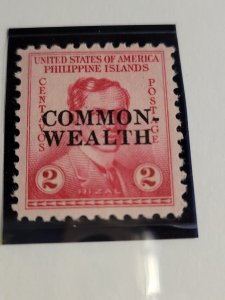 UNITED STATES OF AMERICA
PHILIPPINE ISLANDS
CENTAVOS
POSTAGE
COMMON-
WEALTH
2 2
RIZAL